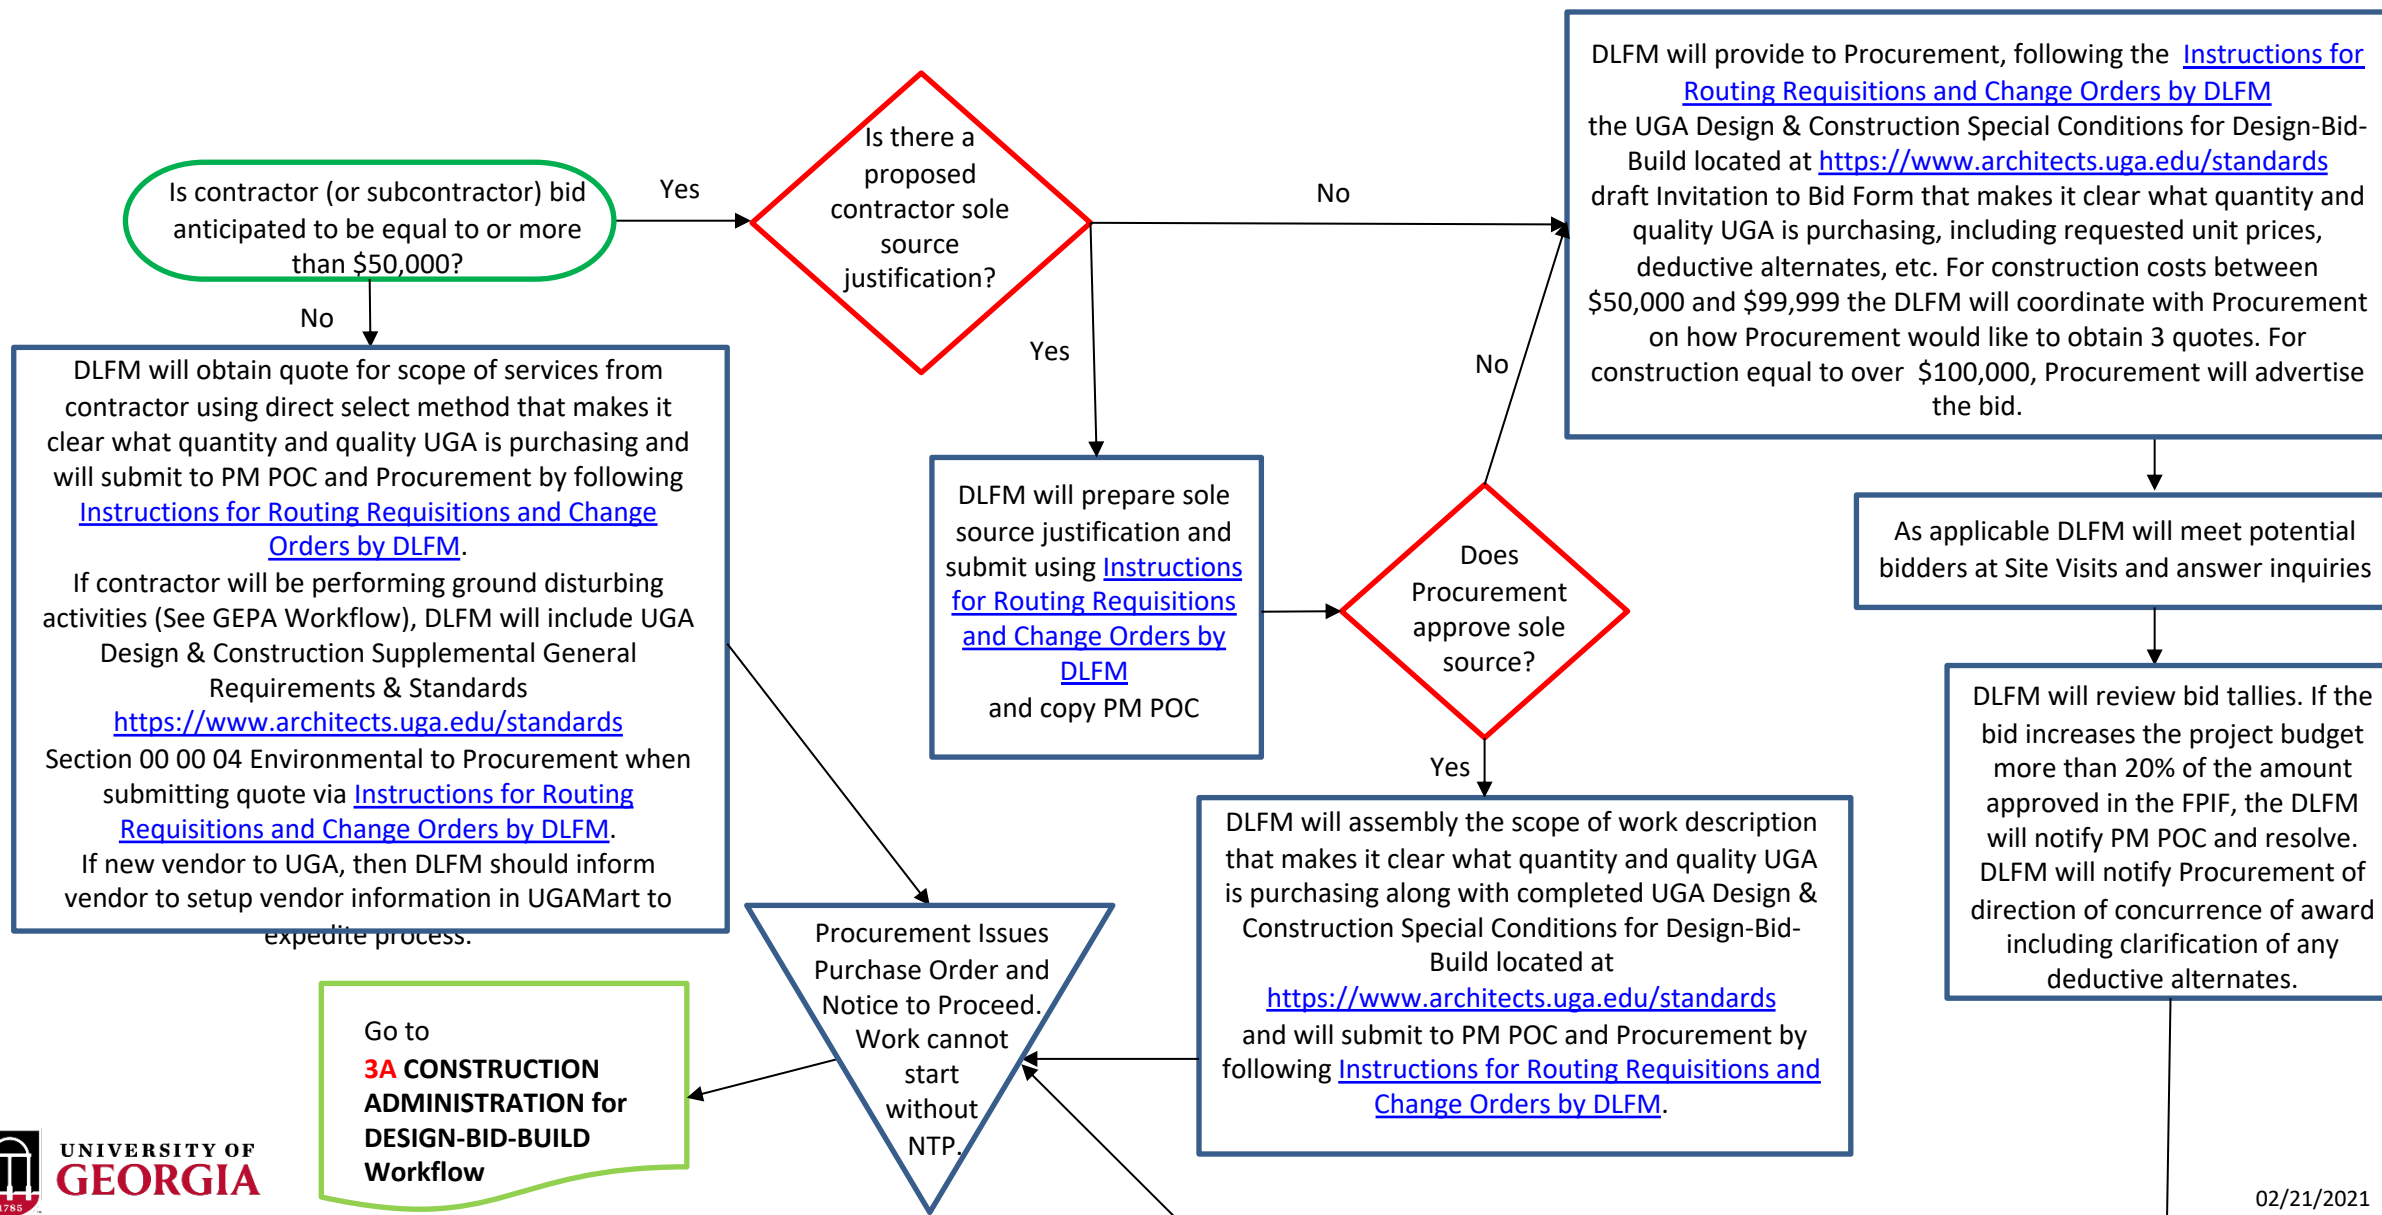 Is contractor (or subcontractor) bid
anticipated to be equal to or more
than $50,000?
Yes
No
Is there a
proposed
contractor sole
source
justification?
No
Yes
DLFM will provide to Procurement, following the Instructions for
Routing Requisitions and Change Orders by DLFM
the UGA Design & Construction Special Conditions for Design-Bid-
Build located at https://www.architects.uga.edu/standards
draft Invitation to Bid Form that makes it clear what quantity and
quality UGA is purchasing, including requested unit prices,
deductive alternates, etc. For construction costs between
$50,000 and $99,999 the DLFM will coordinate with Procurement
on how Procurement would like to obtain 3 quotes. For
construction equal to over $100,000, Procurement will advertise
the bid.
DLFM will obtain quote for scope of services from
contractor using direct select method that makes it
clear what quantity and quality UGA is purchasing and
will submit to PM POC and Procurement by following
Instructions for Routing Requisitions and Change
Orders by DLFM.
If contractor will be performing ground disturbing
activities (See GEPA Workflow), DLFM will include UGA
Design & Construction Supplemental General
Requirements & Standards
https://www.architects.uga.edu/standards
Section 00 00 04 Environmental to Procurement when
submitting quote via Instructions for Routing
Requisitions and Change Orders by DLFM.
If new vendor to UGA, then DLFM should inform
vendor to setup vendor information in UGAMart to
expedite process.
DLFM will prepare sole
source justification and
submit using Instructions
for Routing Requisitions
and Change Orders by
DLFM
and copy PM POC
No
Does
Procurement
approve sole
source?
Yes
As applicable DLFM will meet potential
bidders at Site Visits and answer inquiries
DLFM will review bid tallies. If the
bid increases the project budget
more than 20% of the amount
approved in the FPIF, the DLFM
will notify PM POC and resolve.
DLFM will notify Procurement of
direction of concurrence of award
including clarification of any
deductive alternates.
DLFM will assembly the scope of work description
that makes it clear what quantity and quality UGA
is purchasing along with completed UGA Design &
Construction Special Conditions for Design-Bid-
Build located at
https://www.architects.uga.edu/standards
and will submit to PM POC and Procurement by
following Instructions for Routing Requisitions and
Change Orders by DLFM.
Procurement Issues
Purchase Order and
Notice to Proceed.
Work cannot
start
without
NTP.
Go to
3A CONSTRUCTION
ADMINISTRATION for
DESIGN-BID-BUILD
Workflow
1785
UNIVERSITY OF
GEORGIA
02/21/2021